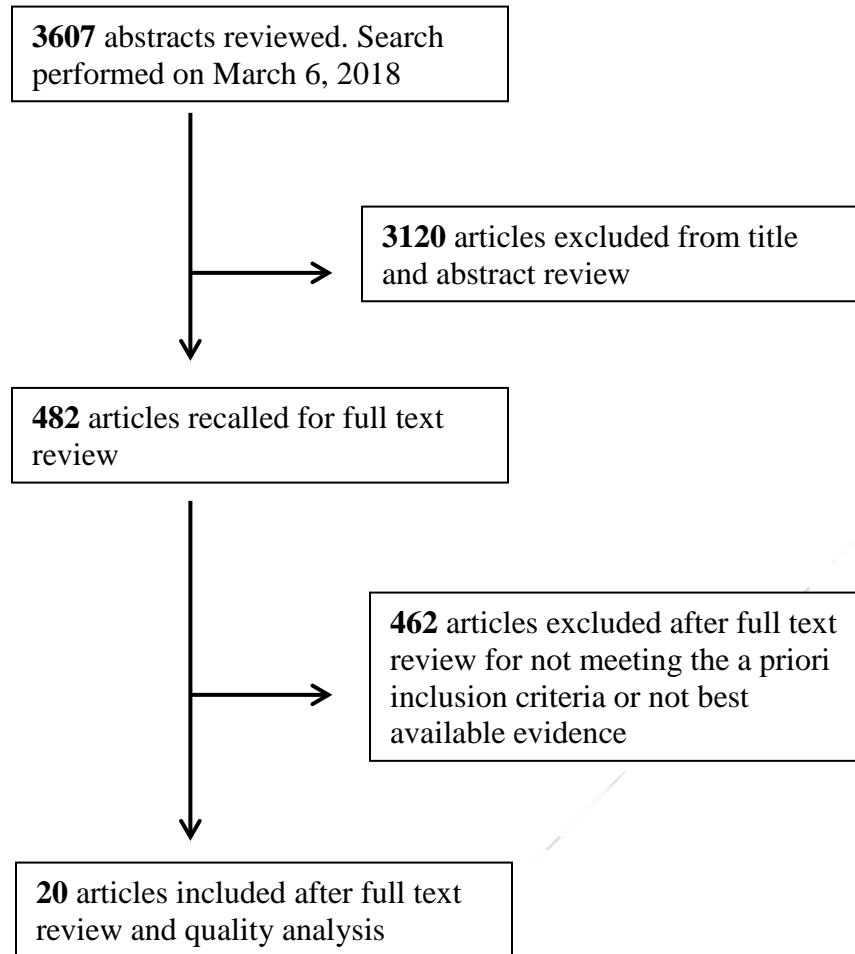 3607 abstracts reviewed. Search
performed on March 6, 2018
3120 articles excluded from title
and abstract review
482 articles recalled for full text
review
462 articles excluded after full text
review for not meeting the a priori
inclusion criteria or not best
available evidence
20 articles included after full text
review and quality analysis